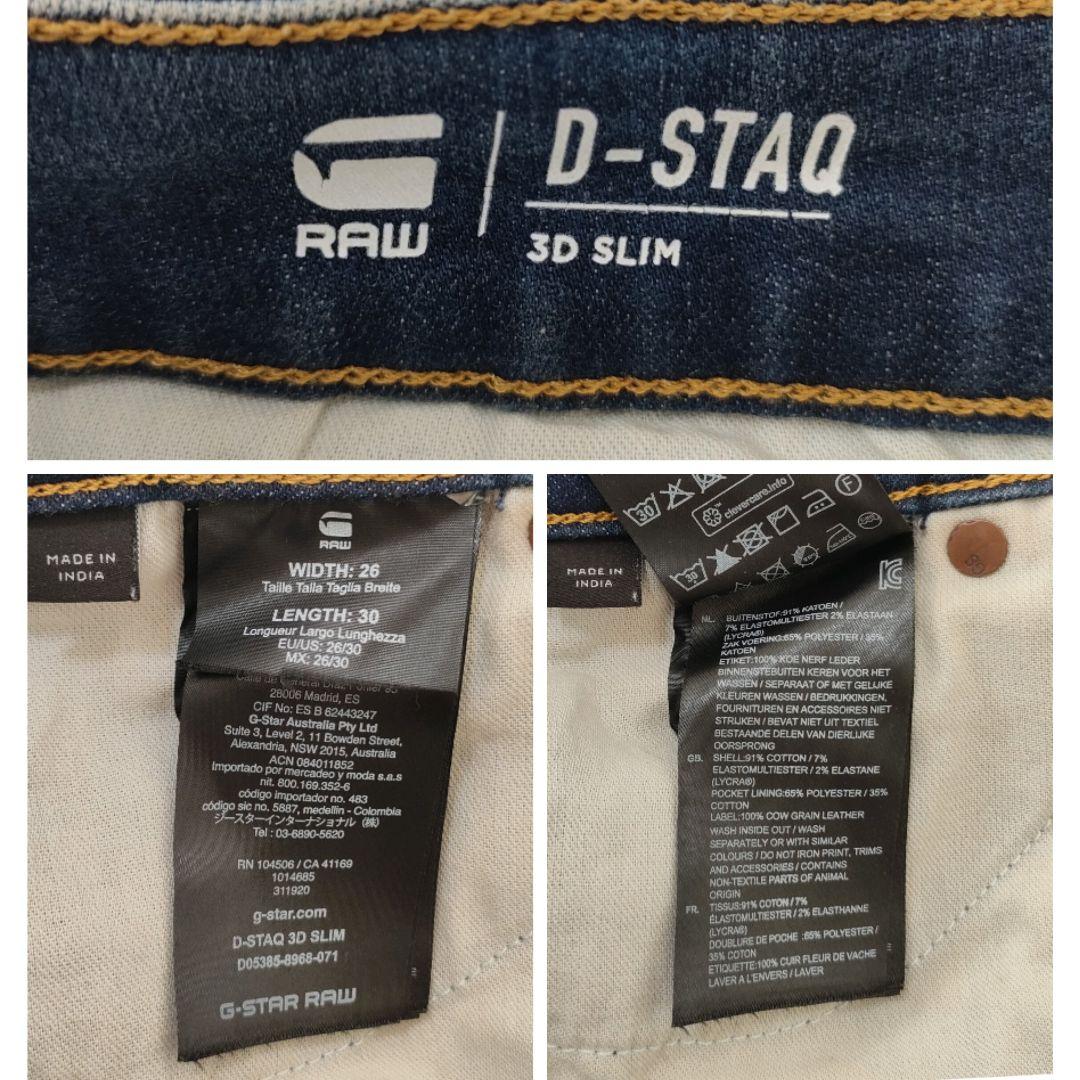 RAW
D-STAQ
3D SLIM
MADE IN
INDIA
RAW
WIDTH: 26
Taille Talla Taglia Breite
LENGTH: 30
Longueur Largo Lunghezza
EU/US: 26/30
MX: 26/30
28006 Madrid, ES
CIF No: ES B 62443247
G-Star Australia Pty Ltd
Suite 3, Level 2, 11 Bowden Street,
Alexandria, NSW 2015, Australia
ACN 084011852
Importado por mercadeo y moda s.a.s
nit. 800.169.352-6
código importador no. 483
código sic no. 5887, medellin - Colombia
ジースターインターナショナル（株）
Tel : 03-6890-5620
RN 104506 / CA 41169
1014685
311920
g-star.com
D-STAQ 3D SLIM
D05385-8968-071
G-STAR RAW
MADE IN
INDIA
30
clevercare.info
F
30
NL. BUITENSTOF:91% KATOEN /
7% ELASTOMULTIESTER 2% ELASTAAN
(LYCRA®)
ZAK VOERING:65% POLYESTER / 35%
KATOEN
ETIKET:100% KOE NERF LEDER
BINNENSTEBUITEN KEREN VOOR HET
WASSEN / SEPARAAT OF MET GELIJKE
KLEUREN WASSEN / BEDRUKKINGEN,
FOURNITUREN EN ACCESSOIRES NIET
STRIJKEN / BEVAT NIET UIT TEXTIEL
BESTAANDE DELEN VAN DIERLIJKE
OORSPRONG
GB. SHELL:91% COTTON / 7%
ELASTOMULTIESTER / 2% ELASTANE
(LYCRA®)
POCKET LINING:65% POLYESTER / 35%
COTTON
LABEL:100% COW GRAIN LEATHER
WASH INSIDE OUT / WASH
SEPARATELY OR WITH SIMILAR
COLOURS / DO NOT IRON PRINT, TRIMS
AND ACCESSORIES / CONTAINS
NON-TEXTILE PARTS OF ANIMAL
ORIGIN
FR. TISSUS:91% COTON / 7%
ÉLASTOMULTIESTER / 2% ELASTHANNE
(LYCRA®)
DOUBLURE DE POCHE :65% POLYESTER /
35% COTON
ETIQUETTE:100% CUIR FLEUR DE VACHE
LAVER A L'ENVERS / LAVER